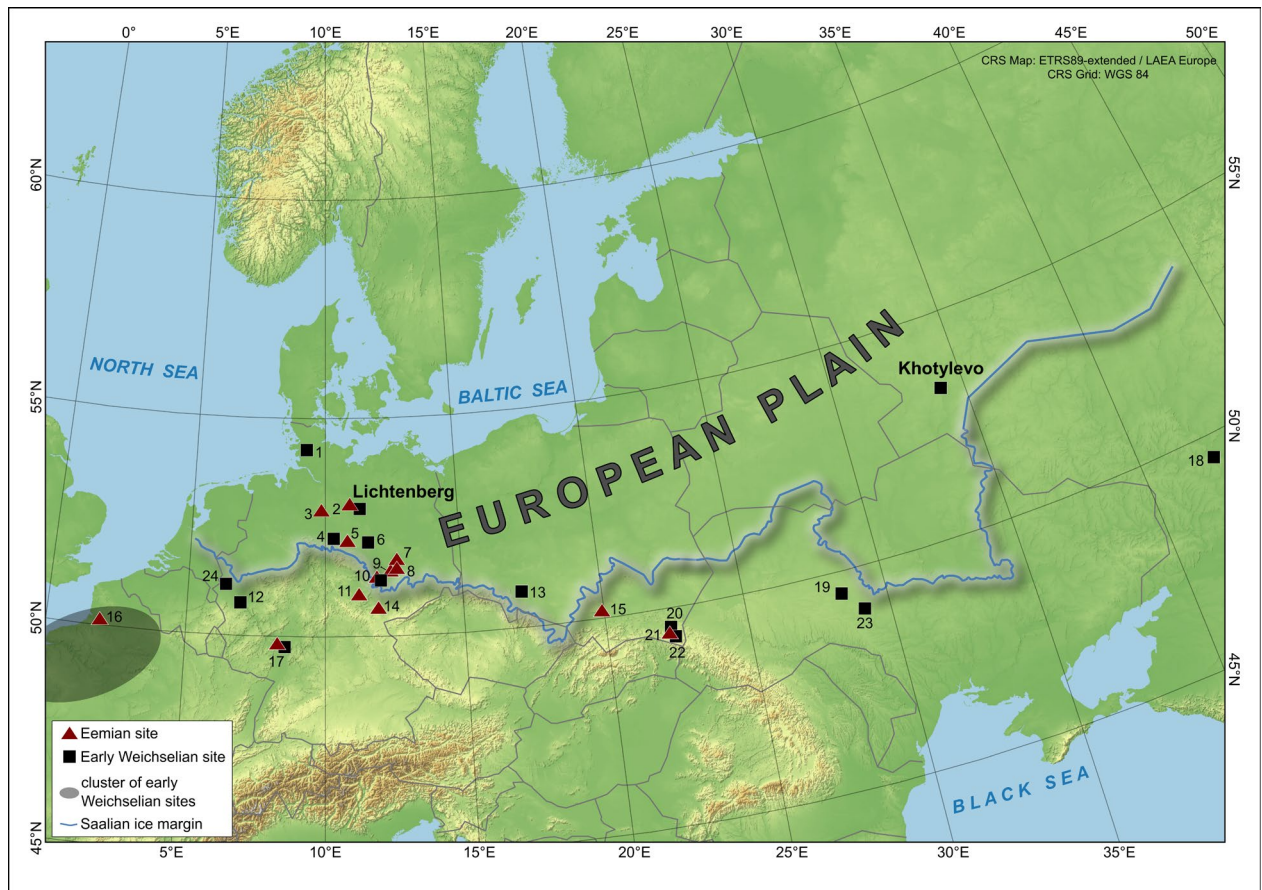 0°
5°E
10°E
15°E
20°E
25°E
30°E
35°E
40°E
45°E
50°E
CRS Map: ETRS89-extended / LAEA Europe
CRS Grid: WGS 84
60°N
55°N
55°N
50°N
50°N
45°N
45°N
NORTH SEA
BALTIC SEA
EUROPEAN PLAIN
Khotylevo
18
1
Lichtenberg
2
3
4
5
6
7
9
8
10
11
14
24
12
13
15
16
17
19
23
20
21
22
BLACK SEA
Eemian site
Early Weichselian site
cluster of early
Weichselian sites
Saalian ice margin
5°E
10°E
15°E
20°E
25°E
30°E
35°E